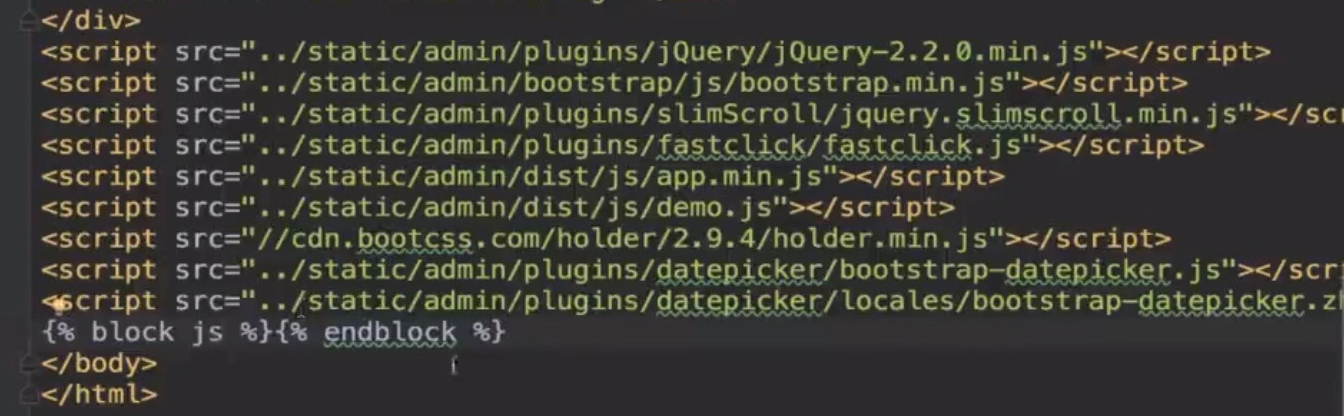 </div>
<script src="../static/admin/plugins/jQuery/jQuery-2.2.0.min.js"></script>
<script src="../static/admin/bootstrap/js/bootstrap.min.js"></script>
<script src="../static/admin/plugins/slimScroll/jquery.slimscroll.min.js"></sc
<script src="../static/admin/plugins/fastclick/fastclick.js"></script>
<script src="../static/admin/dist/js/app.min.js"></script>
<script src="../static/admin/dist/js/demo.js"></script>
<script src="//cdn.bootcss.com/holder/2.9.4/holder.min.js"></script>
<script src="../static/admin/plugins/datepicker/bootstrap-datepicker.js"></scr
<script src="../static/admin/plugins/datepicker/locales/bootstrap-datepicker.z
{% block js %}{% endblock %}
</body>
</html>